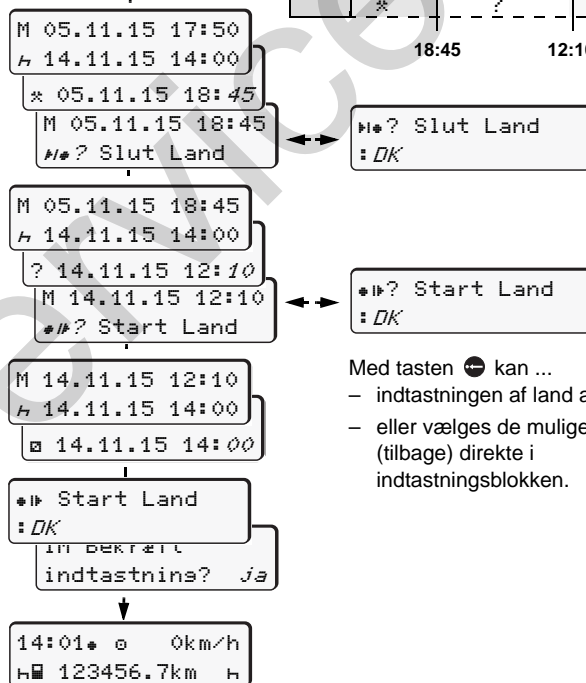 ?
18:45 12:10
M 05.11.15 17:50
14.11.15 14:00
05.11.15 18:45
M 05.11.15 18:45
? Slut Land
? Slut Land
:DK
M 05.11.15 18:45
14.11.15 14:00
? 14.11.15 12:10
M 14.11.15 12:10
? Start Land
? Start Land
:DK
Med tasten kan ...
– indtastningen af land a
– eller vælges de mulige
(tilbage) direkte i
indtastningsblokken.
M 14.11.15 12:10
14.11.15 14:00
14.11.15 14:00
Start Land
:DK
1M Bekræft
indtastning? ja
14:01 0km/h
123456.7km
service